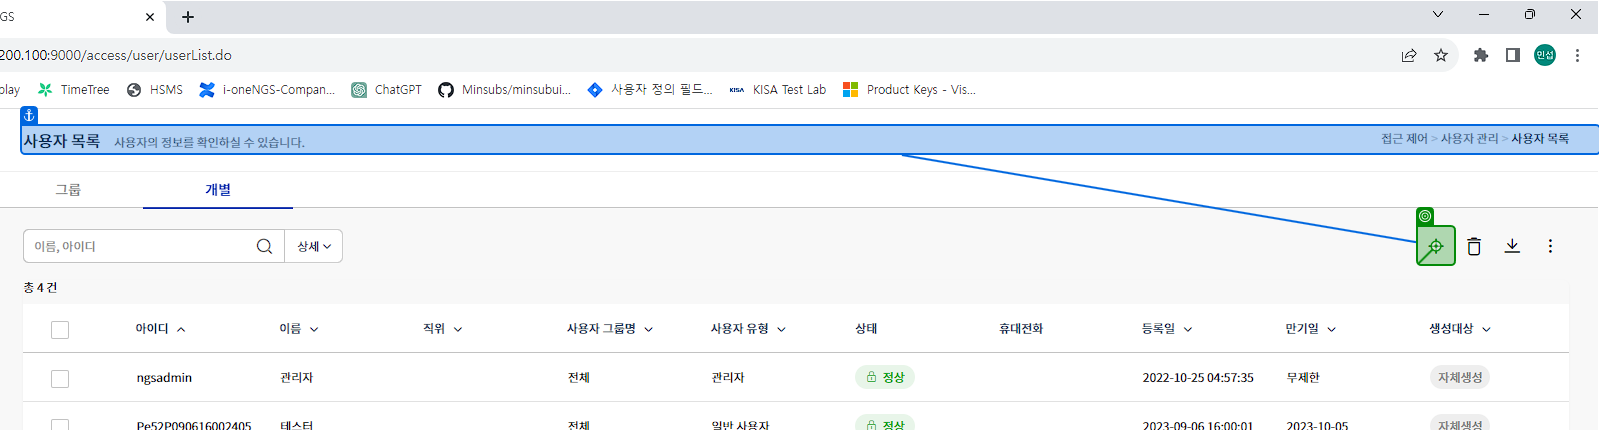 GS
200.100:9000/access/user/userList.do
민섭
play TimeTree HSMS i-oneNGS-Compan... ChatGPT Minsubs/minsubui... 사용자 정의 필드... KISA KISA Test Lab Product Keys - Vis...
사용자 목록 사용자의 정보를 확인하실 수 있습니다. 접근 제어 > 사용자 관리 > 사용자 목록
그룹 개별
이름, 아이디 상세
총 4 건
아이디 이름 직위 사용자 그룹명 사용자 유형 상태 휴대전화 등록일 만기일 생성대상
ngsadmin 관리자 전체 관리자 정상 2022-10-25 04:57:35 무제한 자체생성
Pe52P090616002405 테스터 전체 일반 사용자 정상 2023-09-06 16:00:01 2023-10-05 자체생성